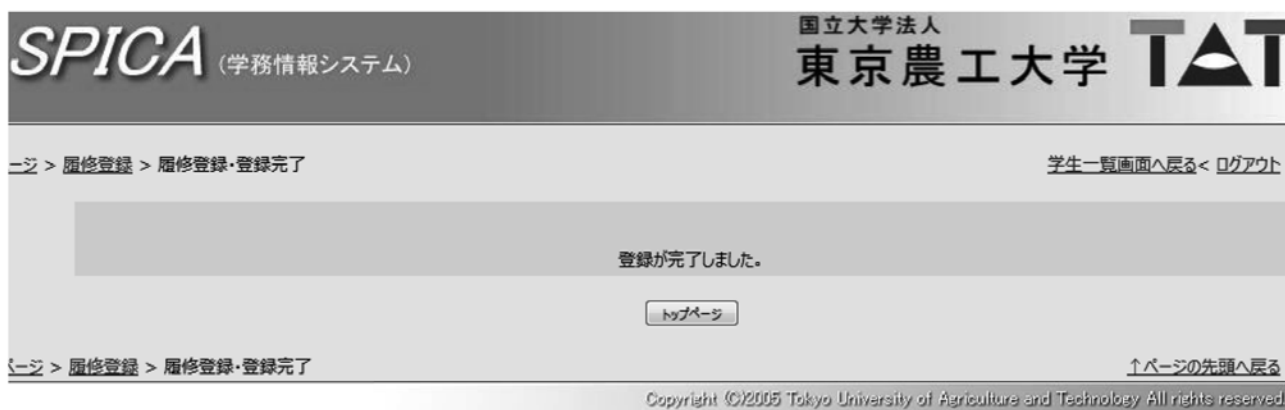 SPICA (学務情報システム)
国立大学法人
東京農工大学 TAT
ージ > 履修登録 > 履修登録・登録完了 学生一覧画面へ戻る< ログアウト
登録が完了しました。
トップページ
ページ > 履修登録 > 履修登録・登録完了 ↑ページの先頭へ戻る
Copyright (C)2005 Tokyo University of Agriculture and Technology All rights reserved